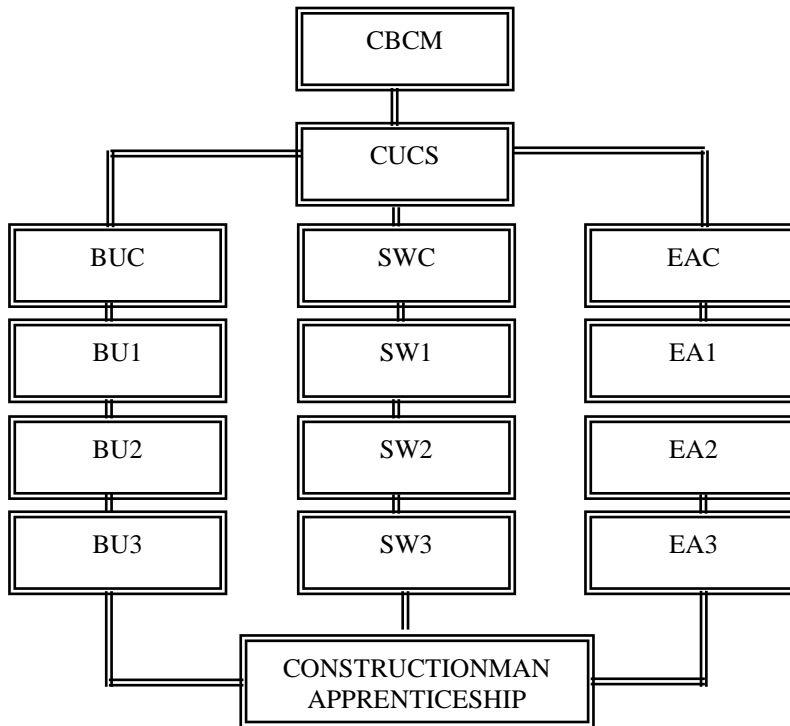 CBCM
CUCS
BUC
SWC
EAC
BU1
SW1
EA1
BU2
SW2
EA2
BU3
SW3
EA3
CONSTRUCTIONMAN
APPRENTICESHIP